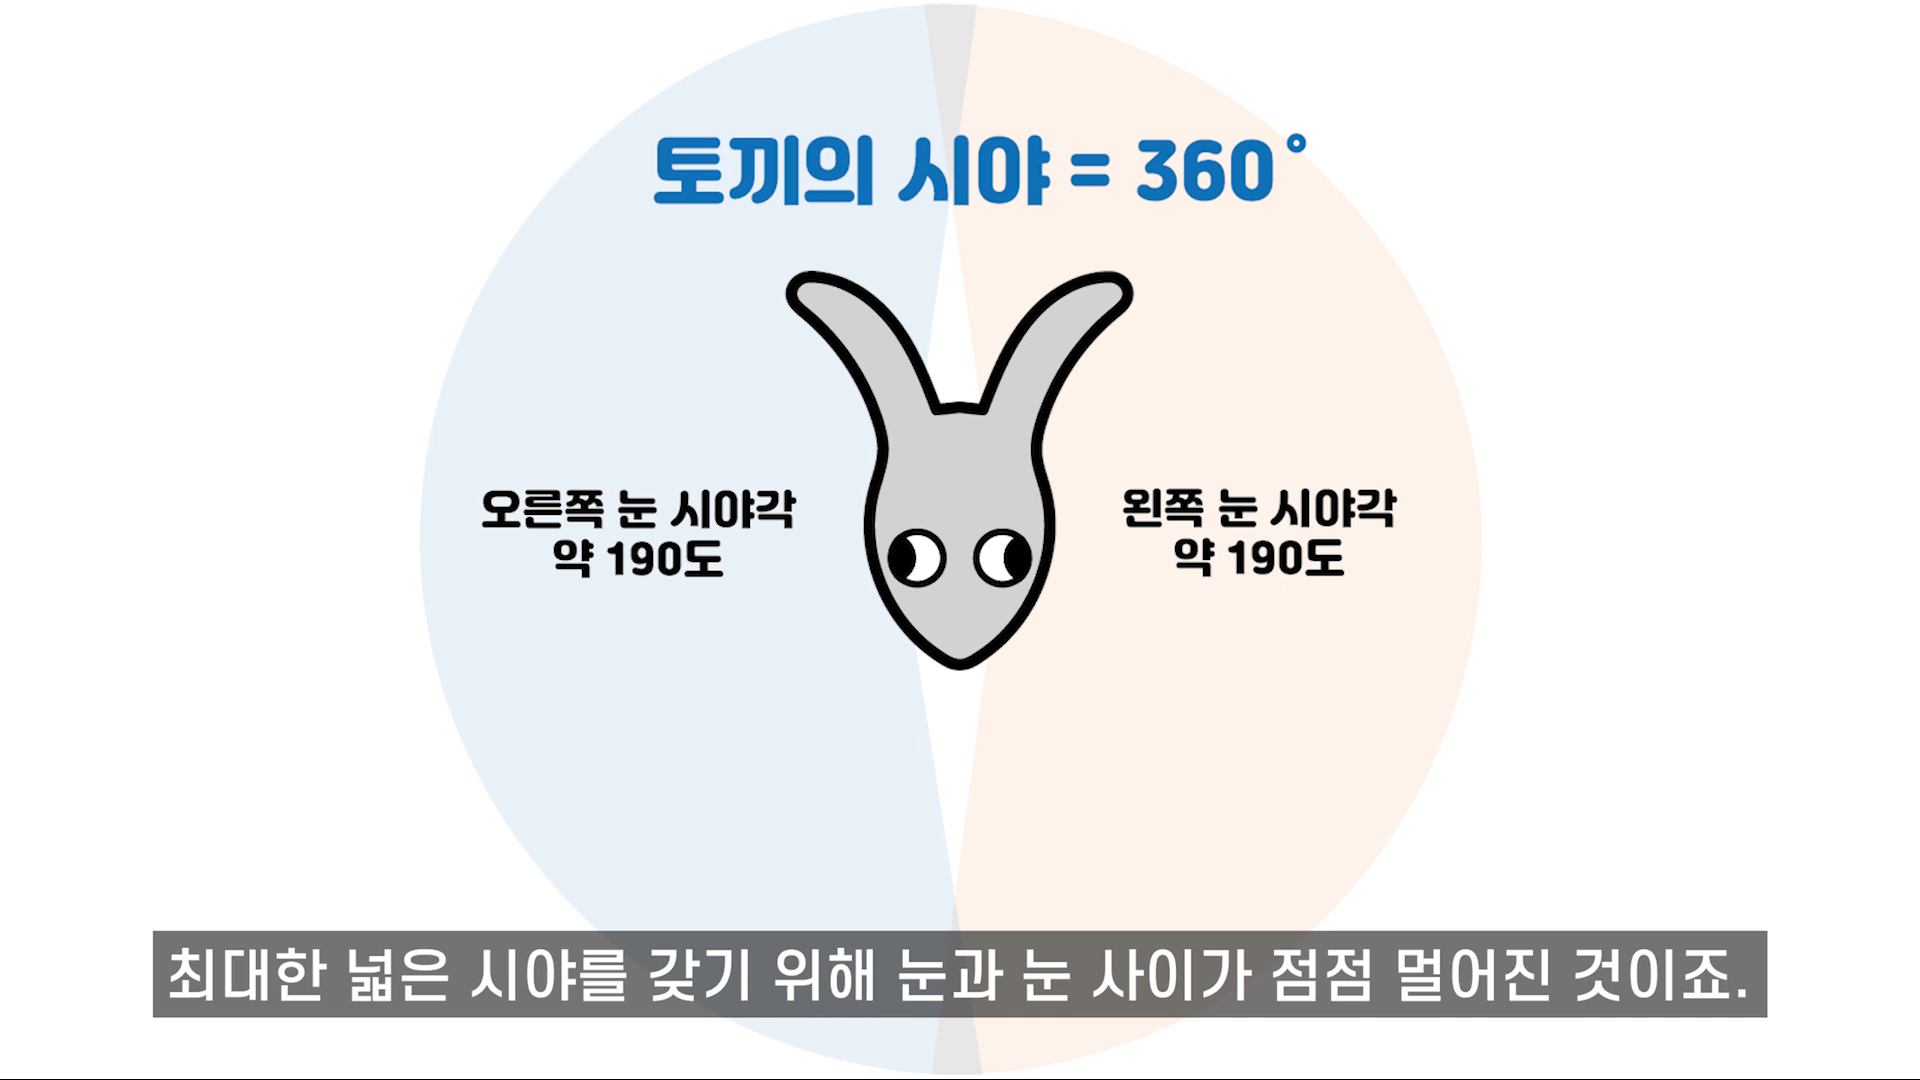 토끼의 시야 = 360°
오른쪽 눈 시야각
약 190도
왼쪽 눈 시야각
약 190도
최대한 넓은 시야를 갖기 위해 눈과 눈 사이가 점점 멀어진 것이죠.